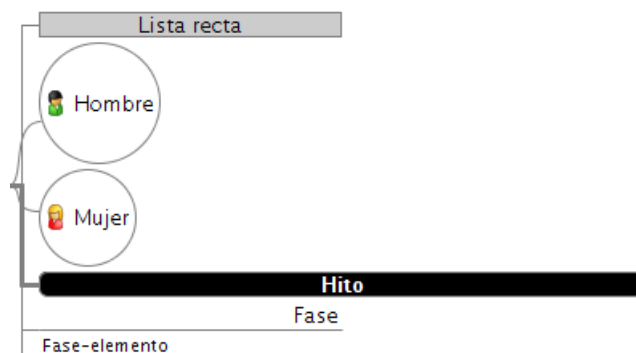 Lista recta
Hombre
Mujer
Hito
Fase
Fase-elemento